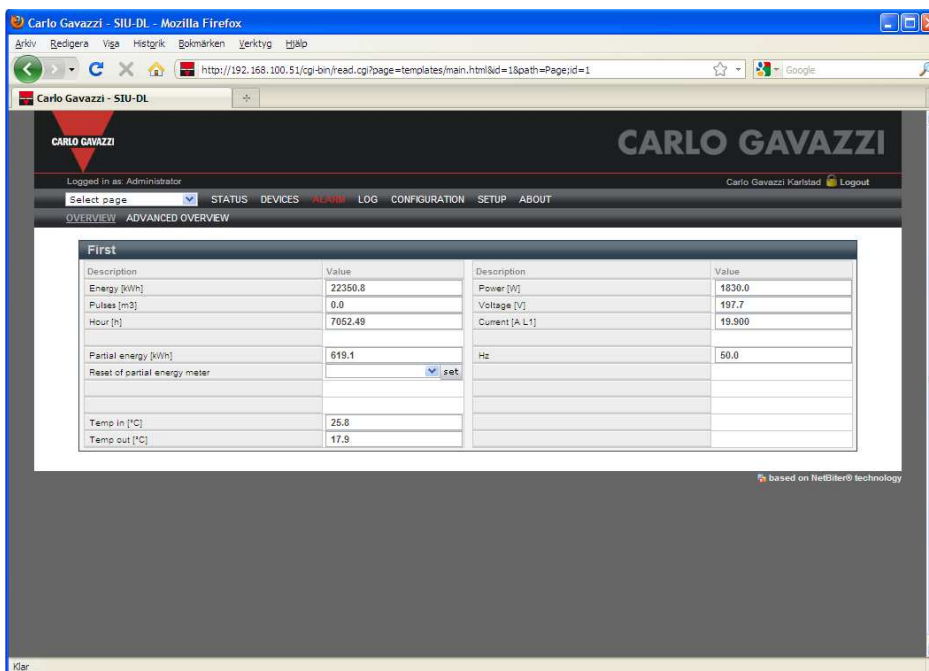 Carlo Gavazzi - SIU-DL - Mozilla Firefox
Arkiv Redigera Visa Historik Bokmärken Verktyg Hjälp
http://192.168.100.51/cgi-bin/read.cgi?page=templates/main.html&id=1&path=Page;id=1
Google
Carlo Gavazzi - SIU-DL
CARLO GAVAZZI
CARLO GAVAZZI
Logged in as: Administrator
Carlo Gavazzi Karlstad Logout
Select page STATUS DEVICES ALARM LOG CONFIGURATION SETUP ABOUT
OVERVIEW ADVANCED OVERVIEW
First
Description Value Description Value
Energy [kWh] 22350.8 Power [W] 1830.0
Pulses [m3] 0.0 Voltage [V] 197.7
Hour [h] 7052.49 Current [A L1] 19.900
Partial energy [kWh] 619.1 Hz 50.0
Reset of partial energy meter set
Temp in [°C] 25.8
Temp out [°C] 17.9
based on NetBiter® technology
Klar